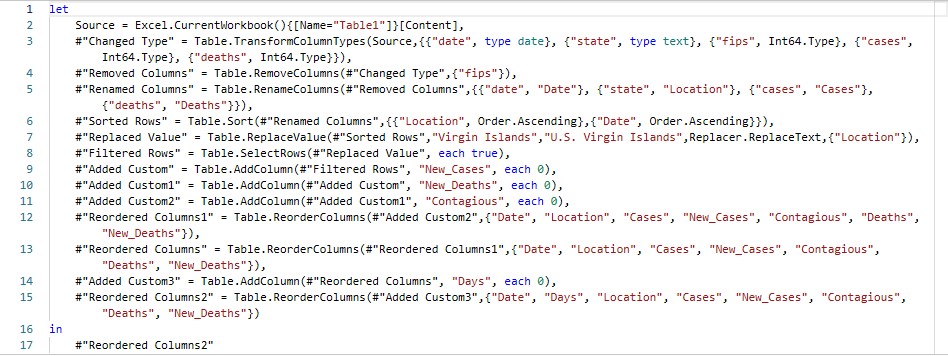 1 let
2 Source = Excel.CurrentWorkbook(){[Name="Table1"]}[Content],
3 #"Changed Type" = Table.TransformColumnTypes(Source,{{"date", type date}, {"state", type text}, {"fips", Int64.Type}, {"cases",
Int64.Type}, {"deaths", Int64.Type}}),
4 #"Removed Columns" = Table.RemoveColumns(#"Changed Type",{"fips"}),
5 #"Renamed Columns" = Table.RenameColumns(#"Removed Columns",{{"date", "Date"}, {"state", "Location"}, {"cases", "Cases"},
{"deaths", "Deaths"}}),
6 #"Sorted Rows" = Table.Sort(#"Renamed Columns",{{"Location", Order.Ascending},{"Date", Order.Ascending}}),
7 #"Replaced Value" = Table.ReplaceValue(#"Sorted Rows","Virgin Islands","U.S. Virgin Islands",Replacer.ReplaceText,{"Location"}),
8 #"Filtered Rows" = Table.SelectRows(#"Replaced Value", each true),
9 #"Added Custom" = Table.AddColumn(#"Filtered Rows", "New_Cases", each 0),
10 #"Added Custom1" = Table.AddColumn(#"Added Custom", "New_Deaths", each 0),
11 #"Added Custom2" = Table.AddColumn(#"Added Custom1", "Contagious", each 0),
12 #"Reordered Columns1" = Table.ReorderColumns(#"Added Custom2",{"Date", "Location", "Cases", "New_Cases", "Contagious", "Deaths",
"New_Deaths"}),
13 #"Reordered Columns" = Table.ReorderColumns(#"Reordered Columns1",{"Date", "Location", "Cases", "New_Cases", "Contagious",
"Deaths", "New_Deaths"}),
14 #"Added Custom3" = Table.AddColumn(#"Reordered Columns", "Days", each 0),
15 #"Reordered Columns2" = Table.ReorderColumns(#"Added Custom3",{"Date", "Days", "Location", "Cases", "New_Cases", "Contagious",
"Deaths", "New_Deaths"})
16 in
17 #"Reordered Columns2"